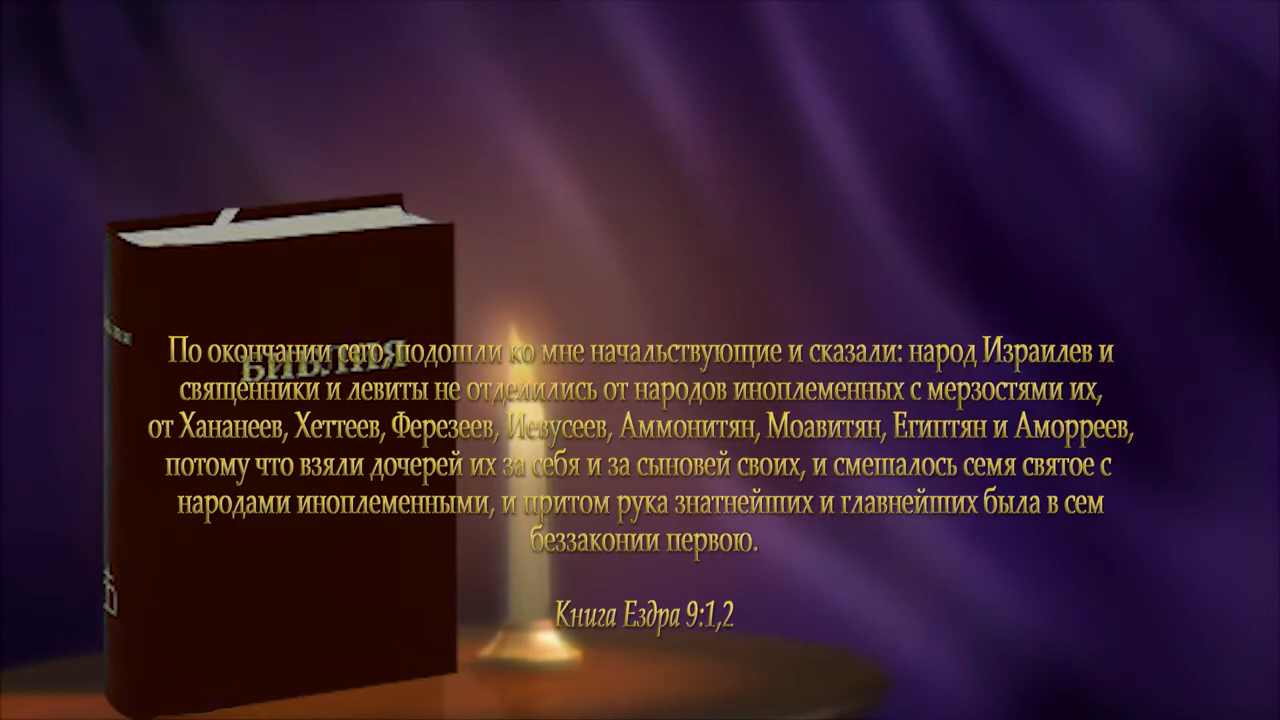 БИБЛИЯ
По окончании сего, подошли ко мне начальствующие и сказали: народ Израилев и
священники и левиты не отделились от народов иноплеменных с мерзостями их,
от Хананеев, Хеттеев, Ферезеев, Иевусеев, Аммонитян, Моавитян, Египтян и Аморреев,
потому что взяли дочерей их за себя и за сыновей своих, и смешалось семя святое с
народами иноплеменными, и притом рука знатнейших и главнейших была в сем
беззаконии первою.
Книга Ездра 9:1,2